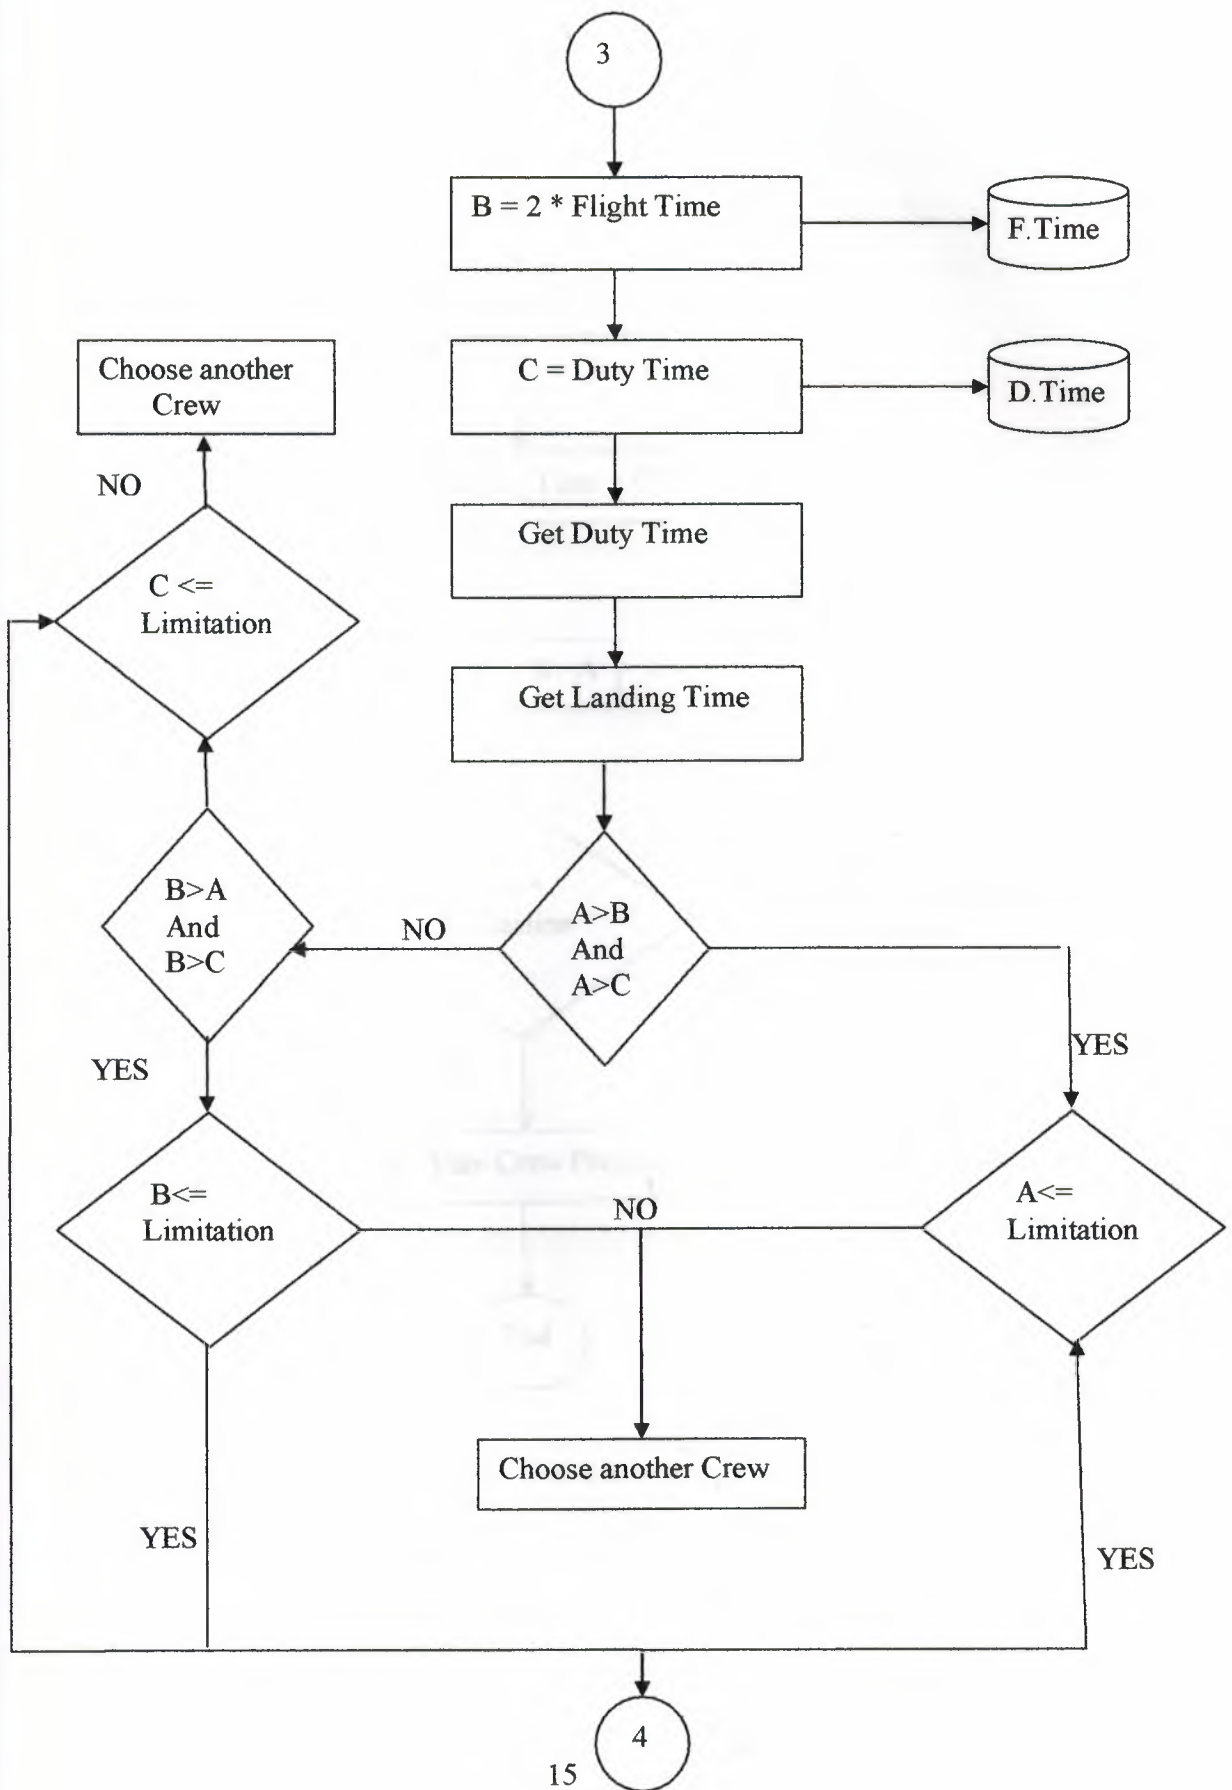 3
B = 2 * Flight Time
F.Time
C = Duty Time
D.Time
Choose another
Crew
NO
Get Duty Time
C <=
Limitation
Get Landing Time
B>A
And
B>C
NO
A>B
And
A>C
YES
YES
B<=
Limitation
NO
A<=
Limitation
Choose another Crew
YES
YES
4
15